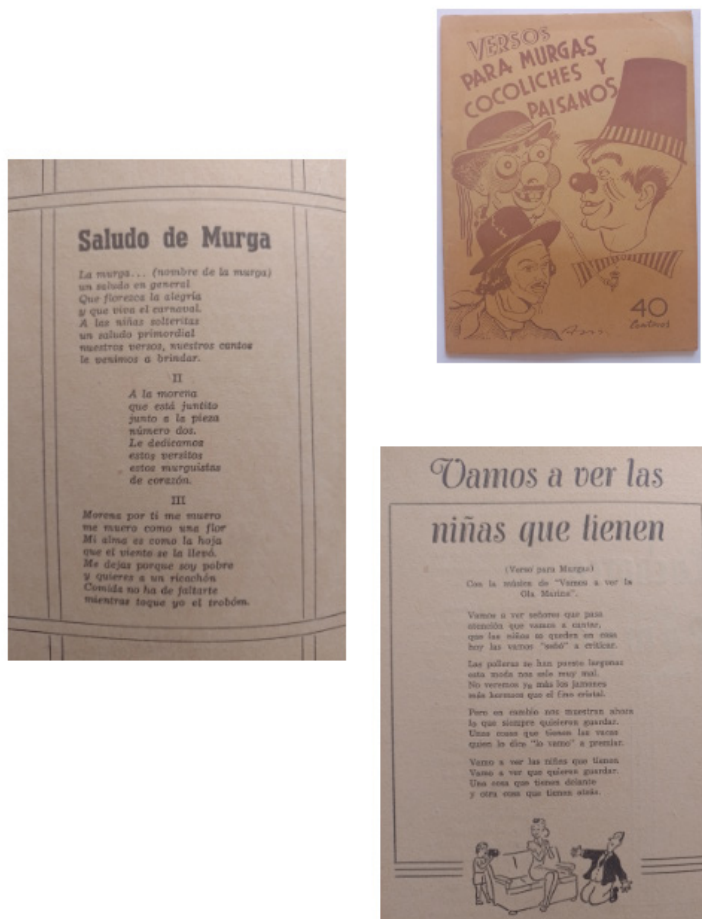 VERSOS
PARA MURGAS
COCOLICHES Y
PAISANOS
40
Centavos
Saludo de Murga
La murga... (nombre de la murga)
un saludo en general
Que florezca la alegría
y que viva el carnaval.
A las niñas solteritas
un saludo primordial
nuestros versos, nuestros cantos
le venimos a brindar.
II
A la morena
que está juntito
junto a la pieza
número dos.
Le dedicamos
estos versitos
estos murguistas
de corazón.
III
Morena por ti me muero
me muero como una flor
Mi alma es como la hoja
que el viento se la llevó.
Me dejas porque soy pobre
y quieres a un ricachón
Comida no ha de faltarte
mientras toque yo el trobóm.
Vamos a ver las
niñas que tienen
(Verso para Murgas)
Con la música de "Vamos a ver la
Ola Marina".
Vamos a ver señores que pasa
atención que vamos a cantar,
que las niñas se queden en casa
hoy las vamos "señó" a criticar.
Las polleras se han puesto largonas
esta moda nos sale muy mal.
No veremos ya más los jamones
más hermosos que el fino cristal.
Pero en cambio nos muestran ahora
lo que siempre quisieron guardar.
Unas cosas que tienen las vacas
quien lo dice "lo vamo" a premiar.
Vamo a ver las niñas que tienen
Vamo a ver que quieren guardar.
Una cosa que tienen delante
y otra cosa que tienen atrás.